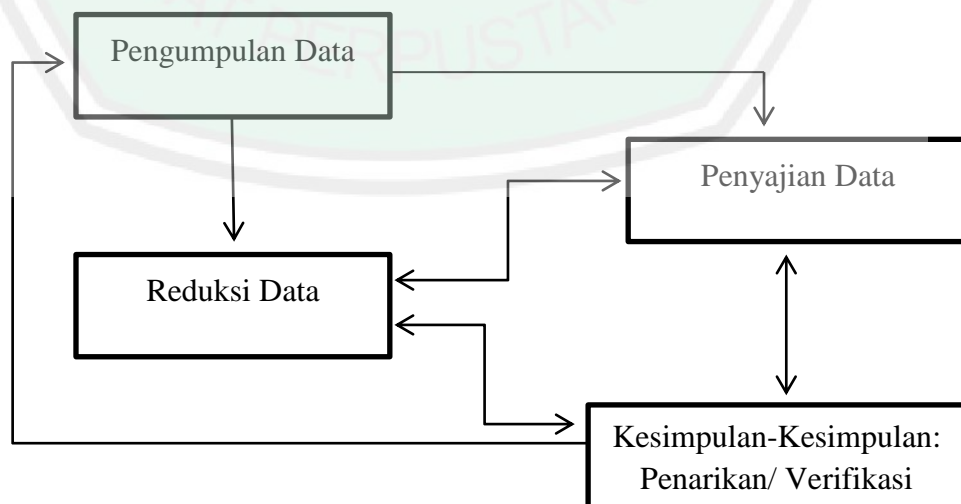 Pengumpulan Data
Penyajian Data
Reduksi Data
Kesimpulan-Kesimpulan:
Penarikan/ Verifikasi